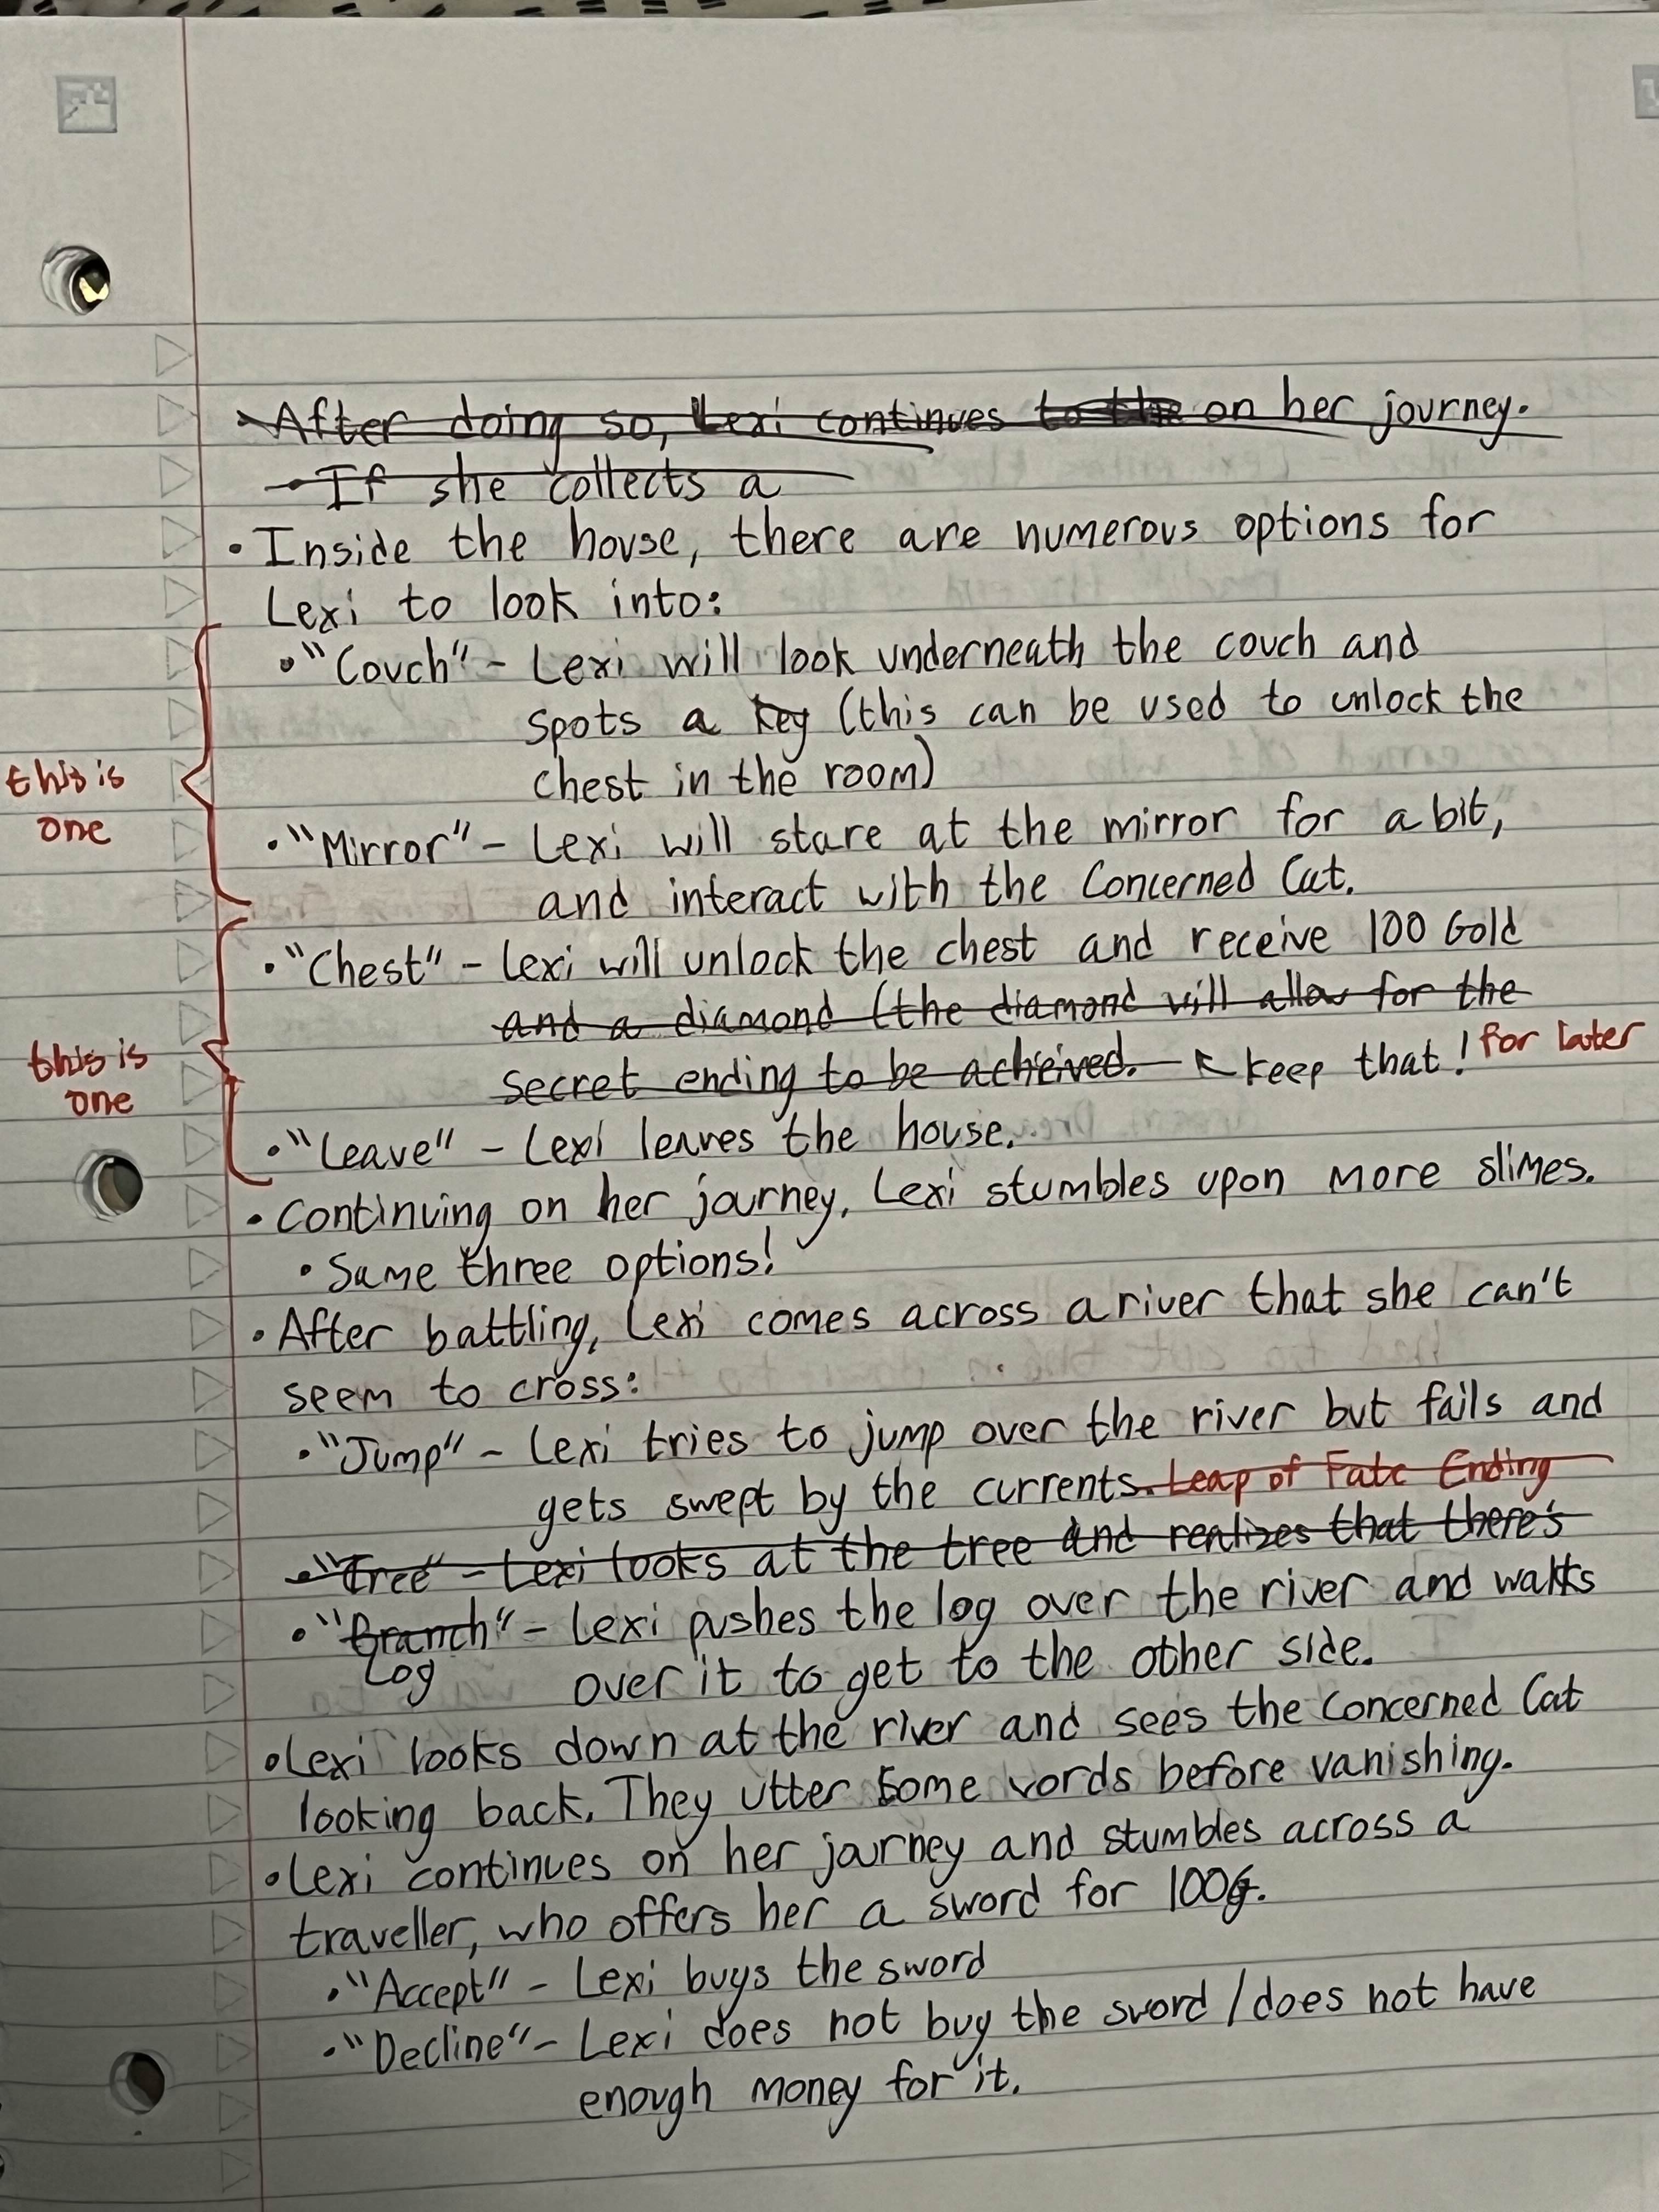 • After doing so, Lexi continues to the on her journey.
• If she collects a
• Inside the house, there are numerous options for
Lexi to look into:
• "Couch" - Lexi will look underneath the couch and
spots a key (this can be used to unlock the
chest in the room)
this is
one
• "Mirror" - Lexi will stare at the mirror for a bit,
and interact with the Concerned Cat.
• "Chest" - Lexi will unlock the chest and receive 100 Gold
and a diamond (the diamond will allow for the
secret ending to be acheived. ↖ keep that! for later
this is
one
• "Leave" - Lexi leaves the house.
• Continuing on her journey, Lexi stumbles upon more slimes.
• Same three options!
• After battling, Lexi comes across a river that she can't
seem to cross:
• "Jump" - Lexi tries to jump over the river but fails and
gets swept by the currents. Leap of Fate Ending
• "Tree" - Lexi looks at the tree and realizes that there's
• "Branch" - Lexi pushes the log over the river and walks
Log over it to get to the other side.
• Lexi looks down at the river and sees the Concerned Cat
looking back. They utter some words before vanishing.
• Lexi continues on her journey and stumbles across a
traveller, who offers her a sword for 100G.
• "Accept" - Lexi buys the sword
• "Decline" - Lexi does not buy the sword / does not have
enough money for it.